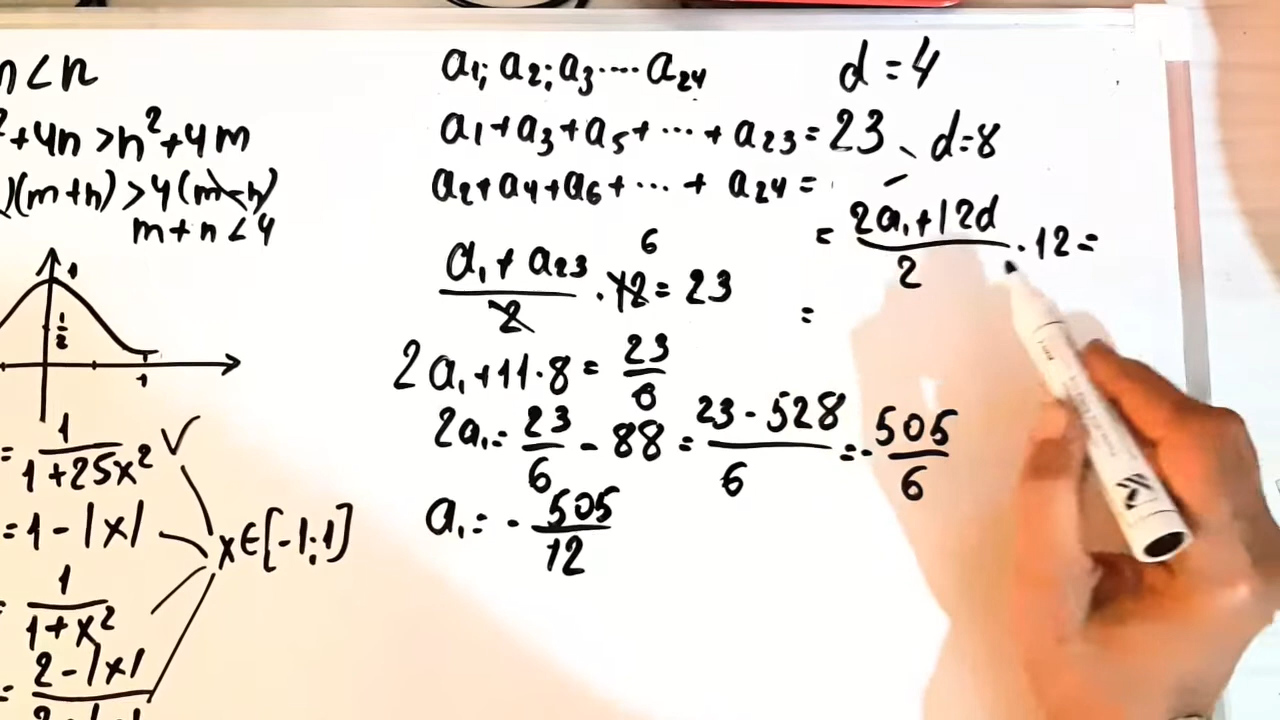 n < n
² + 4n > n² + 4m
)(m+n) > 4(m-n)
m + n < 4
1
1/2
1
= 1/(1+25x²) √
= 1 - |x|
x ∈ [-1; 1]
= 1/(1+x²)
2 - |x|
=
a₁; a₂; a₃ .... a₂₄
d = 4
a₁ + a₃ + a₅ + ... + a₂₃ = 23
d = 8
a₂ + a₄ + a₆ + ... + a₂₄ =
= (2a₁ + 12d)/2 · 12 =
(a₁ + a₂₃)/2 · 12 = 23
6
=
2a₁ + 11·8 = 23/6
2a₁ = 23/6 - 88 = (23 - 528)/6 = - 505/6
a₁ = - 505/12